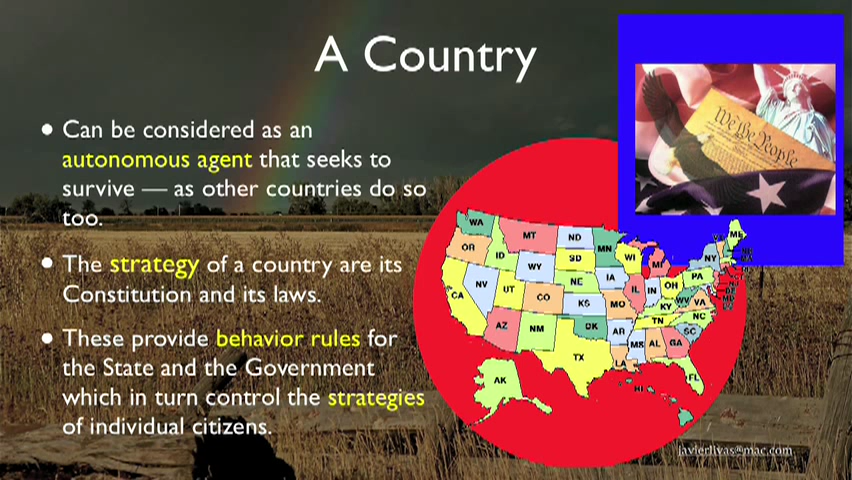 A Country
• Can be considered as an
autonomous agent that seeks to
survive — as other countries do so
too.
• The strategy of a country are its
Constitution and its laws.
• These provide behavior rules for
the State and the Government
which in turn control the strategies
of individual citizens.
We the People
WA
MT
ND
MN
ME
OR
ID
WY
SD
WI
MI
NY
NV
UT
CO
NE
IA
IL
IN
OH
PA
CA
KS
MO
KY
WV
VA
AZ
NM
OK
AR
TN
NC
SC
TX
LA
MS
AL
GA
AK
HI
FL
javierlivas@mac.com